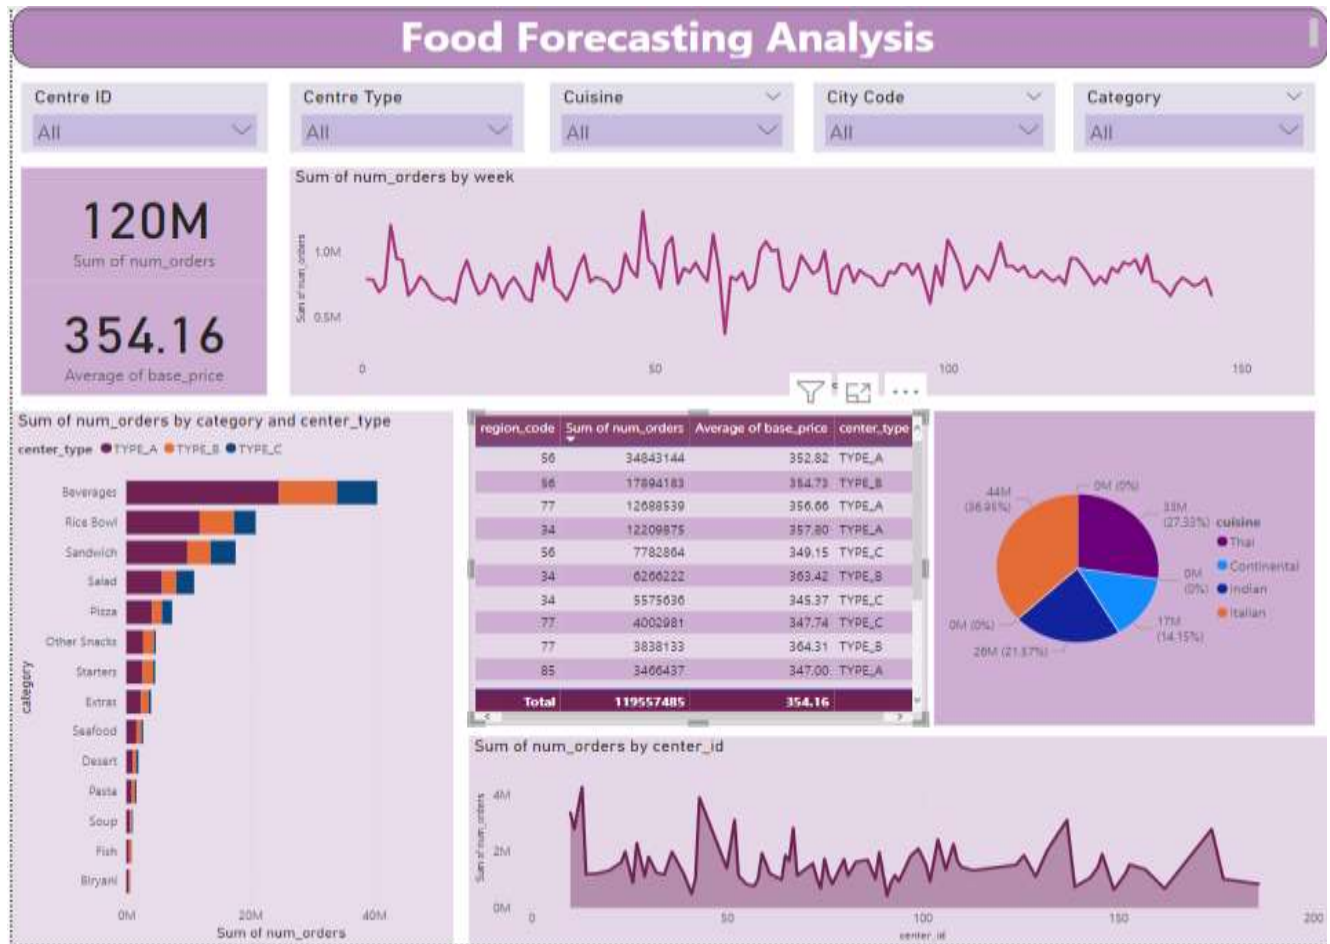 Food Forecasting Analysis
Centre ID
All
Centre Type
All
Cuisine
All
City Code
All
Category
All
120M
Sum of num_orders
354.16
Average of base_price
Sum of num_orders by week
Sum of num_orders
1.0M
0.5M
0 50 100 150
Sum of num_orders by category and center_type
center_type TYPE_A TYPE_B TYPE_C
category
Beverages
Rice Bowl
Sandwich
Salad
Pizza
Other Snacks
Starters
Extras
Seafood
Desert
Pasta
Soup
Fish
Biryani
0M 20M 40M
Sum of num_orders
region_code Sum of num_orders Average of base_price center_type
56 34843144 352.82 TYPE_A
56 17894183 354.73 TYPE_B
77 12688539 356.66 TYPE_A
34 12209875 357.80 TYPE_A
56 7782864 349.15 TYPE_C
34 6266222 363.42 TYPE_B
34 5575636 345.37 TYPE_C
77 4002981 347.74 TYPE_C
77 3838133 364.31 TYPE_B
85 3466437 347.00 TYPE_A
Total 119557485 354.16
44M
(36.95%)
0M (0%)
33M
(27.33%)
0M
(0%)
17M
(14.15%)
26M (21.57%)
0M (0%)
cuisine
Thai
Continental
Indian
Italian
Sum of num_orders by center_id
Sum of num_orders
4M
2M
0M
0 50 100 150 200
center_id